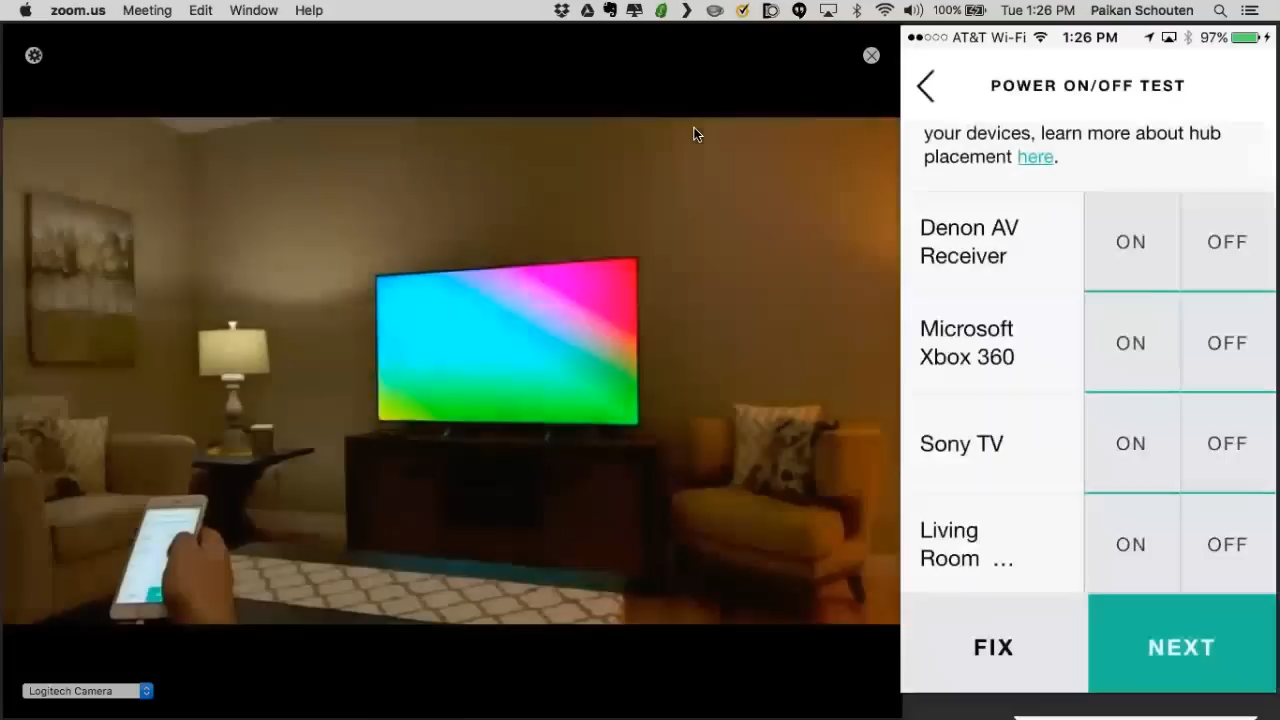 zoom.us Meeting Edit Window Help 100% Tue 1:26 PM Paikan Schouten
AT&T Wi-Fi 1:26 PM 97%
POWER ON/OFF TEST
your devices, learn more about hub
placement here.
Denon AV
Receiver
ON OFF
Microsoft
Xbox 360
ON OFF
Sony TV
ON OFF
Living
Room ...
ON OFF
FIX NEXT
Logitech Camera